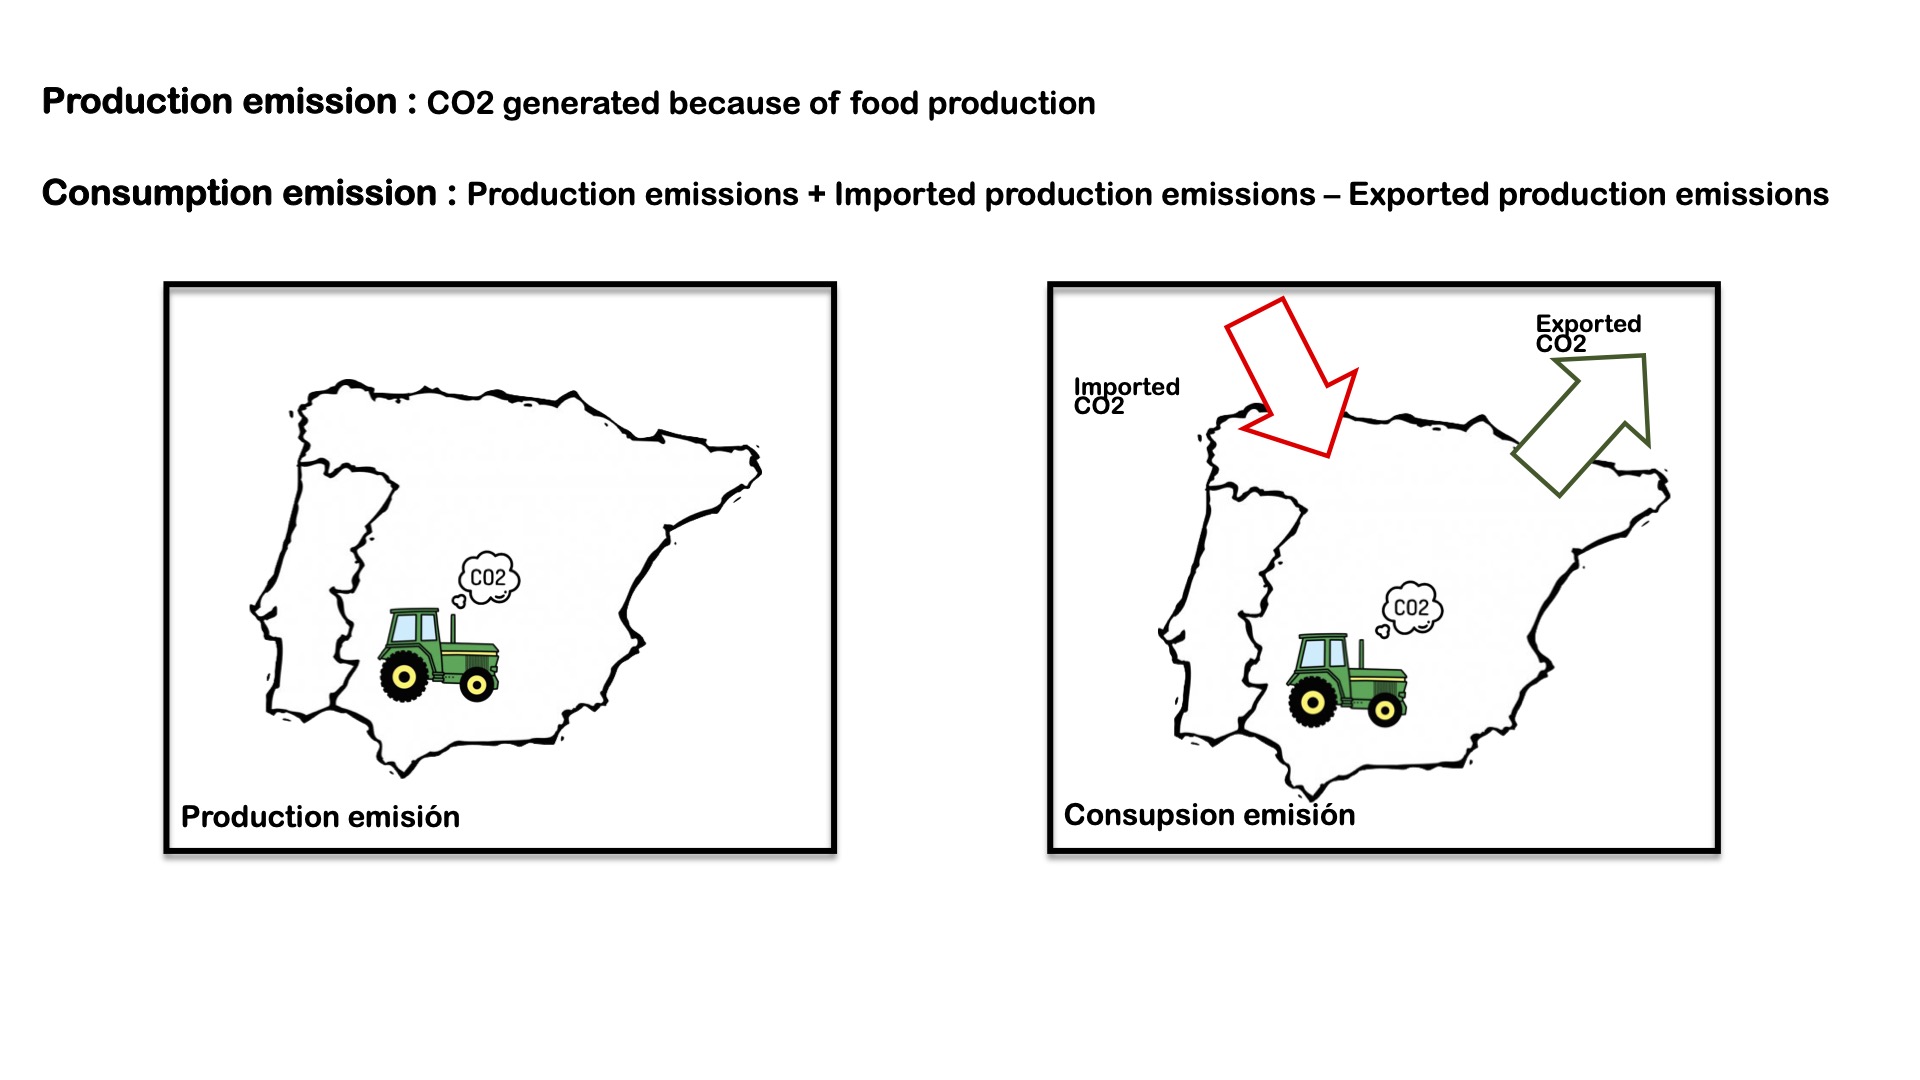 Production emission : CO2 generated because of food production
Consumption emission : Production emissions + Imported production emissions – Exported production emissions
CO2
Production emisión
Imported
CO2
Exported
CO2
CO2
Consupsion emisión